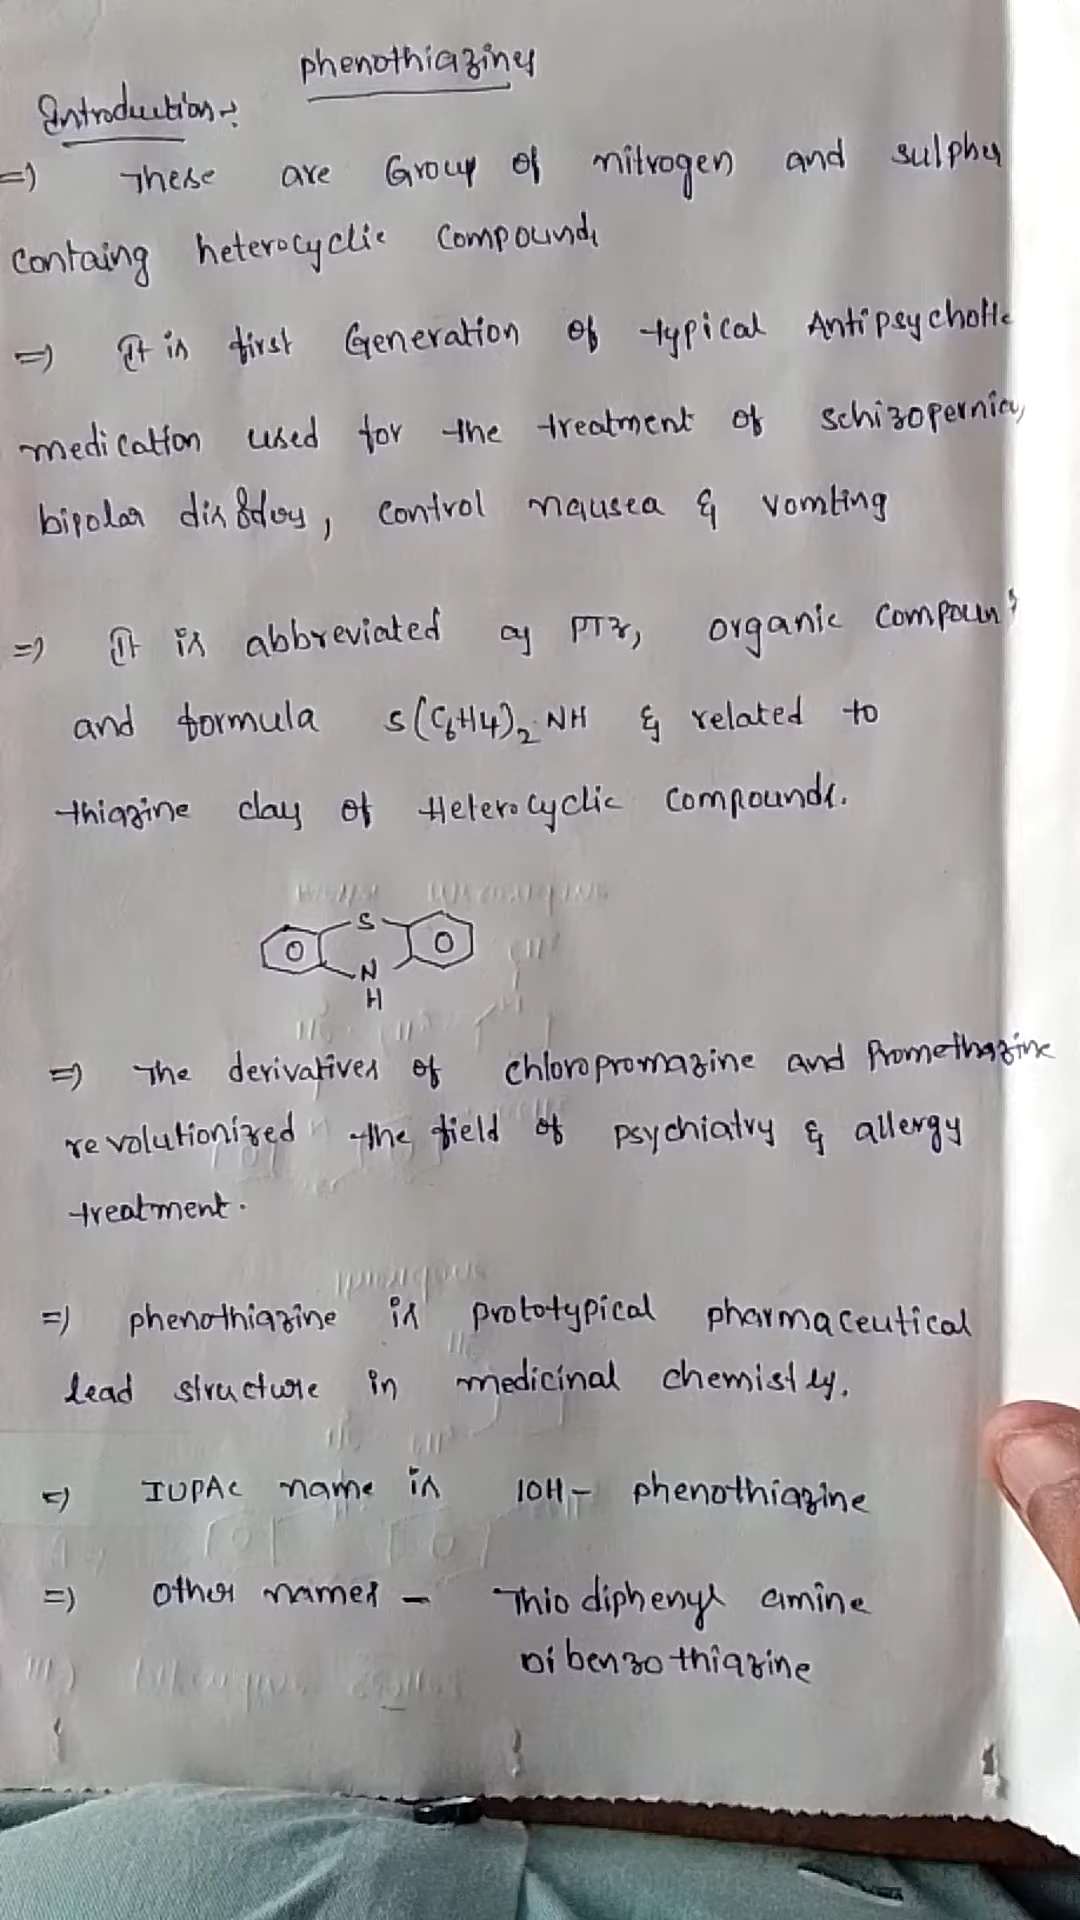 phenothiazines
Introduction:
=) These are Group of nitrogen and sulphur
containg heterocyclic compounds
=) It is first Generation of typical Antipsychotic
medication used for the treatment of schizopernia,
bipolar disorders, control nausea & vomting
=) It is abbreviated as PTZ, organic compound
and formula S(C6H4)2 NH & related to
thiazine class of Heterocyclic compounds.
S
N
H
=) The derivatives of chloropromazine and Promethazine
revolutionized the field of psychiatry & allergy
treatment.
=) phenothiazine is prototypical pharmaceutical
lead structure in medicinal chemistry.
=) IUPAC name is 10H- phenothiazine
=) Other names - Thio diphenyl amine
Dibenzothiazine